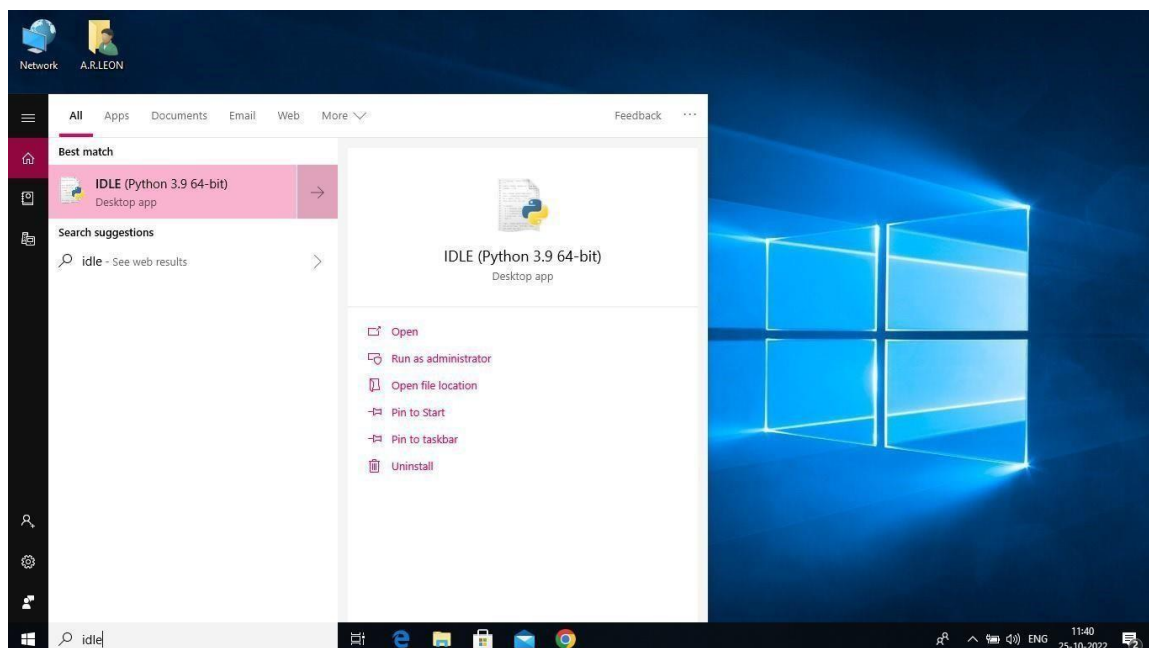 Network
A.R.LEON
All Apps Documents Email Web More Feedback ...
Best match
IDLE (Python 3.9 64-bit)
Desktop app
Search suggestions
idle - See web results
IDLE (Python 3.9 64-bit)
Desktop app
Open
Run as administrator
Open file location
Pin to Start
Pin to taskbar
Uninstall
idle
ENG
11:40
25-10-2022
2